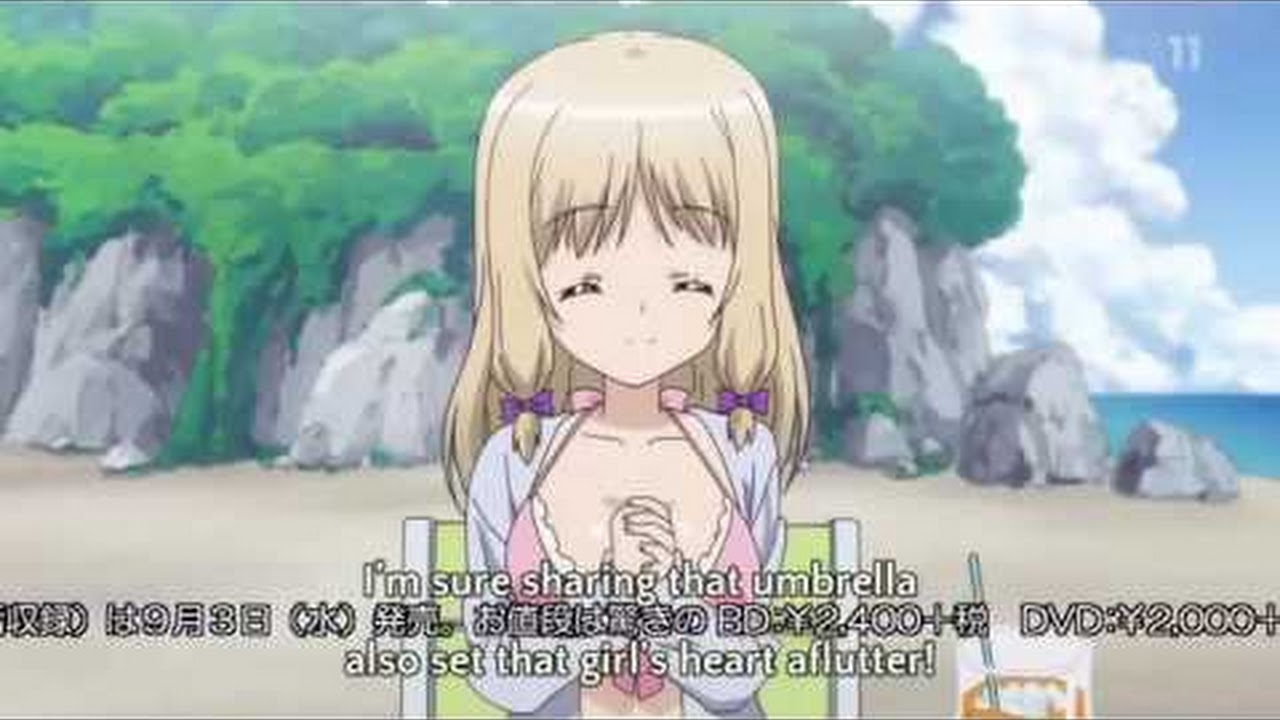 11
I'm sure sharing that umbrella
収録）は９月３日（水）発売。お値段は驚きの BD:¥2,400+税　DVD:¥2,000+
also set that girl's heart aflutter!